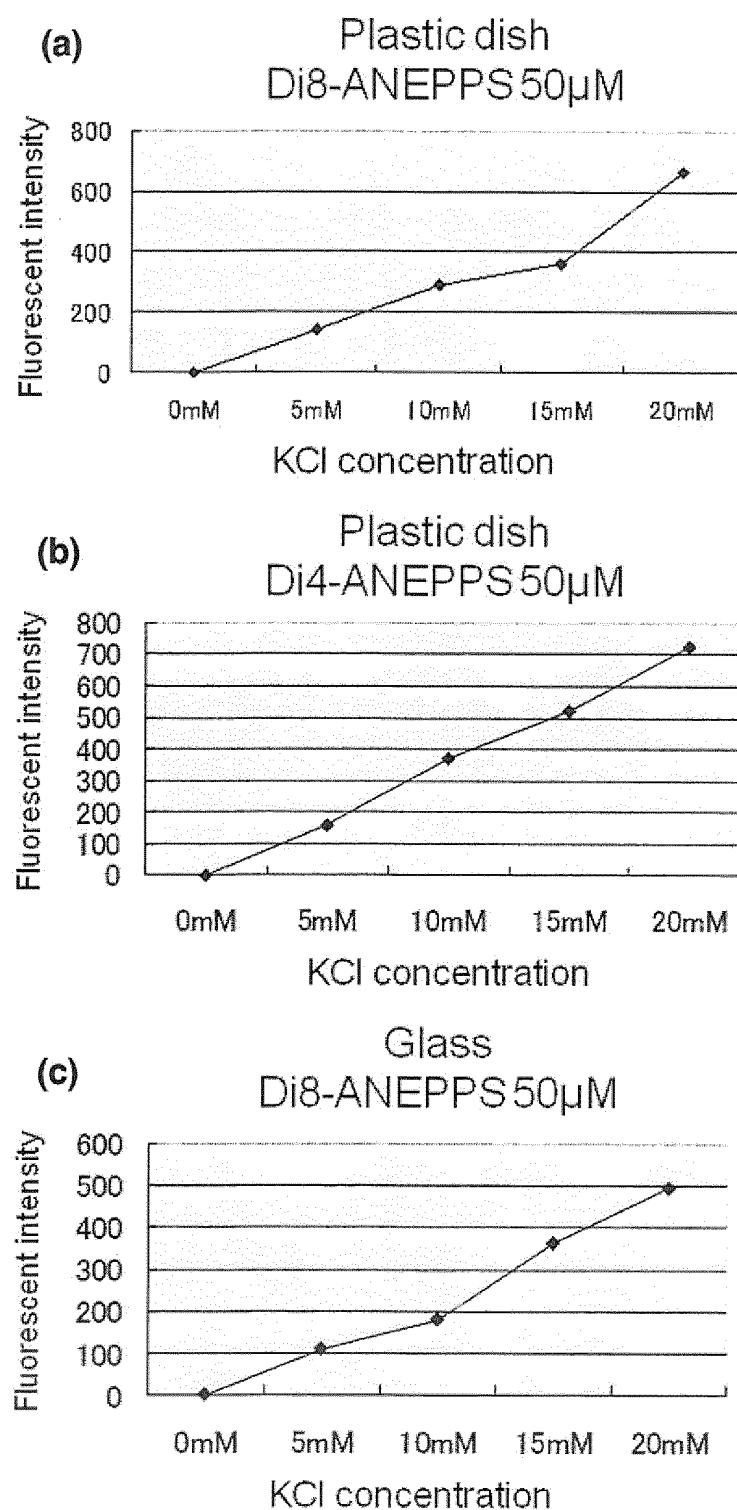 (a)
Plastic dish
Di8-ANEPPS 50µM
Fluorescent intensity
800
600
400
200
0
0mM 5mM 10mM 15mM 20mM
KCl concentration
(b)
Plastic dish
Di4-ANEPPS 50µM
Fluorescent intensity
800
700
600
500
400
300
200
100
0
0mM 5mM 10mM 15mM 20mM
KCl concentration
(c)
Glass
Di8-ANEPPS 50µM
Fluorescent intensity
600
500
400
300
200
100
0
0mM 5mM 10mM 15mM 20mM
KCl concentration